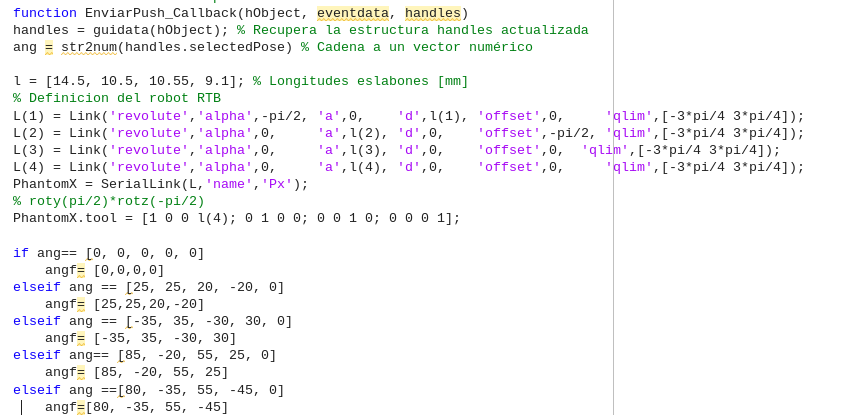 function EnviarPush_Callback(hObject, eventdata, handles)
handles = guidata(hObject); % Recupera la estructura handles actualizada
ang = str2num(handles.selectedPose) % Cadena a un vector numérico
l = [14.5, 10.5, 10.55, 9.1]; % Longitudes eslabones [mm]
% Definicion del robot RTB
L(1) = Link('revolute','alpha',-pi/2, 'a',0,    'd',l(1), 'offset',0,     'qlim',[-3*pi/4 3*pi/4]);
L(2) = Link('revolute','alpha',0,     'a',l(2), 'd',0,    'offset',-pi/2, 'qlim',[-3*pi/4 3*pi/4]);
L(3) = Link('revolute','alpha',0,     'a',l(3), 'd',0,    'offset',0,  'qlim',[-3*pi/4 3*pi/4]);
L(4) = Link('revolute','alpha',0,     'a',l(4), 'd',0,    'offset',0,     'qlim',[-3*pi/4 3*pi/4]);
PhantomX = SerialLink(L,'name','Px');
% roty(pi/2)*rotz(-pi/2)
PhantomX.tool = [1 0 0 l(4); 0 1 0 0; 0 0 1 0; 0 0 0 1];
if ang== [0, 0, 0, 0, 0]
    angf= [0,0,0,0]
elseif ang == [25, 25, 20, -20, 0]
    angf= [25,25,20,-20]
elseif ang == [-35, 35, -30, 30, 0]
    angf= [-35, 35, -30, 30]
elseif ang== [85, -20, 55, 25, 0]
    angf= [85, -20, 55, 25]
elseif ang ==[80, -35, 55, -45, 0]
    angf=[80, -35, 55, -45]